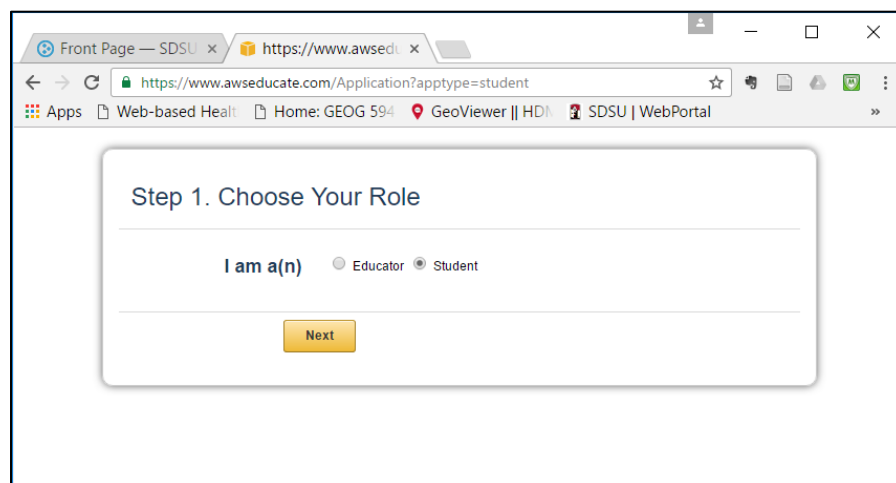 Front Page — SDSU
https://www.awsedu
https://www.awseducate.com/Application?apptype=student
Apps Web-based Healt Home: GEOG 594 GeoViewer || HDM SDSU | WebPortal »
Step 1. Choose Your Role
I am a(n) Educator Student
Next